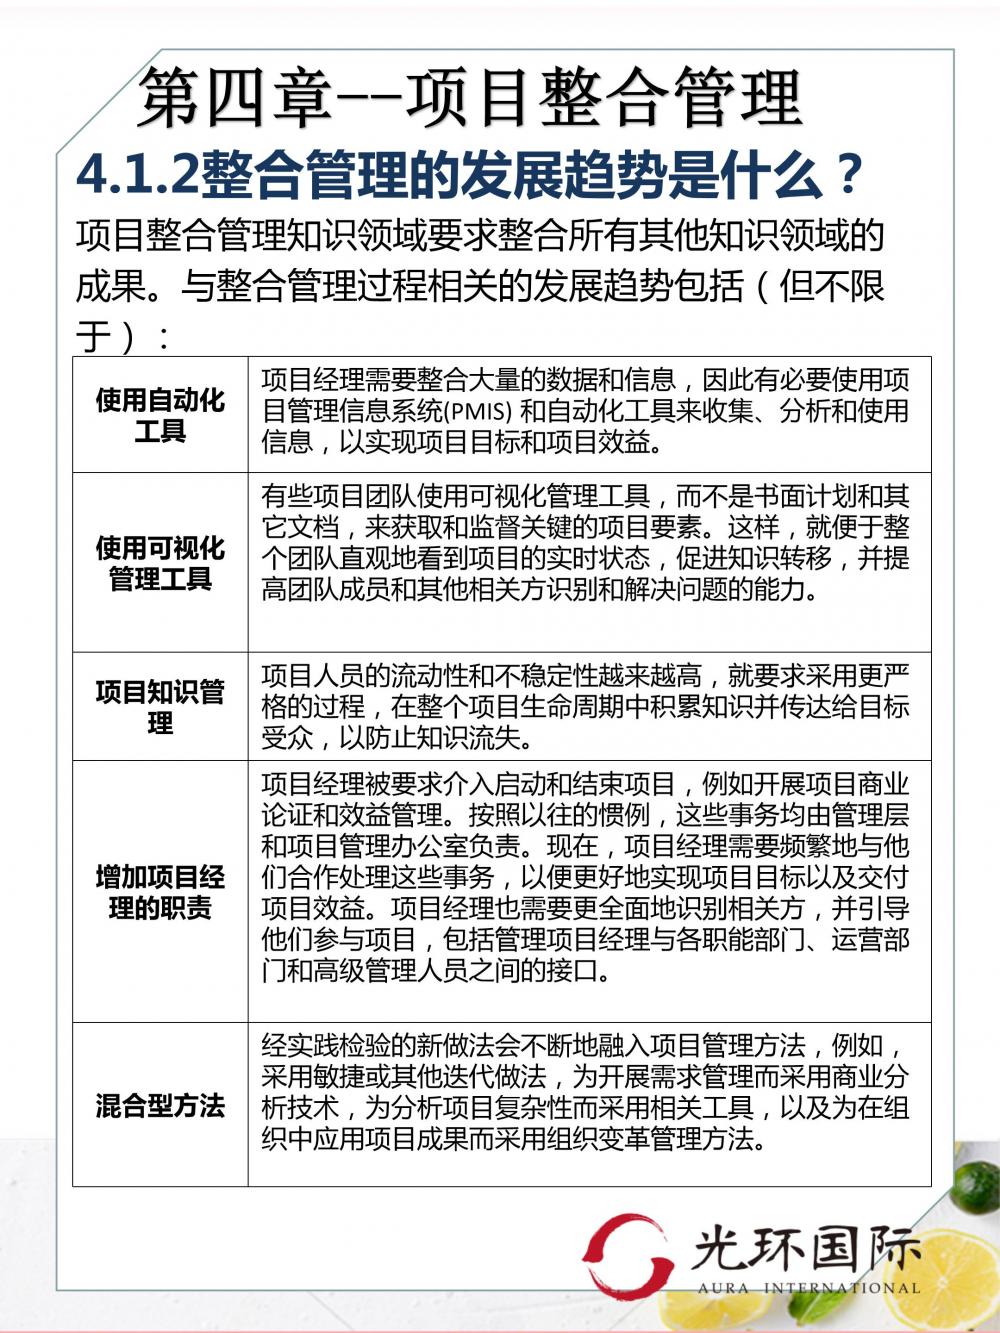 第四章--项目整合管理
4.1.2整合管理的发展趋势是什么？
项目整合管理知识领域要求整合所有其他知识领域的
成果。与整合管理过程相关的发展趋势包括（但不限
于）：
使用自动化
工具
项目经理需要整合大量的数据和信息，因此有必要使用项
目管理信息系统(PMIS) 和自动化工具来收集、分析和使用
信息，以实现项目目标和项目效益。
使用可视化
管理工具
有些项目团队使用可视化管理工具，而不是书面计划和其
它文档，来获取和监督关键的项目要素。这样，就便于整
个团队直观地看到项目的实时状态，促进知识转移，并提
高团队成员和其他相关方识别和解决问题的能力。
项目知识管
理
项目人员的流动性和不稳定性越来越高，就要求采用更严
格的过程，在整个项目生命周期中积累知识并传达给目标
受众，以防止知识流失。
增加项目经
理的职责
项目经理被要求介入启动和结束项目，例如开展项目商业
论证和效益管理。按照以往的惯例，这些事务均由管理层
和项目管理办公室负责。现在，项目经理需要频繁地与他
们合作处理这些事务，以便更好地实现项目目标以及交付
项目效益。项目经理也需要更全面地识别相关方，并引导
他们参与项目，包括管理项目经理与各职能部门、运营部
门和高级管理人员之间的接口。
混合型方法
经实践检验的新做法会不断地融入项目管理方法，例如，
采用敏捷或其他迭代做法，为开展需求管理而采用商业分
析技术，为分析项目复杂性而采用相关工具，以及为在组
织中应用项目成果而采用组织变革管理方法。
光环国际
AURA INTERNATIONAL